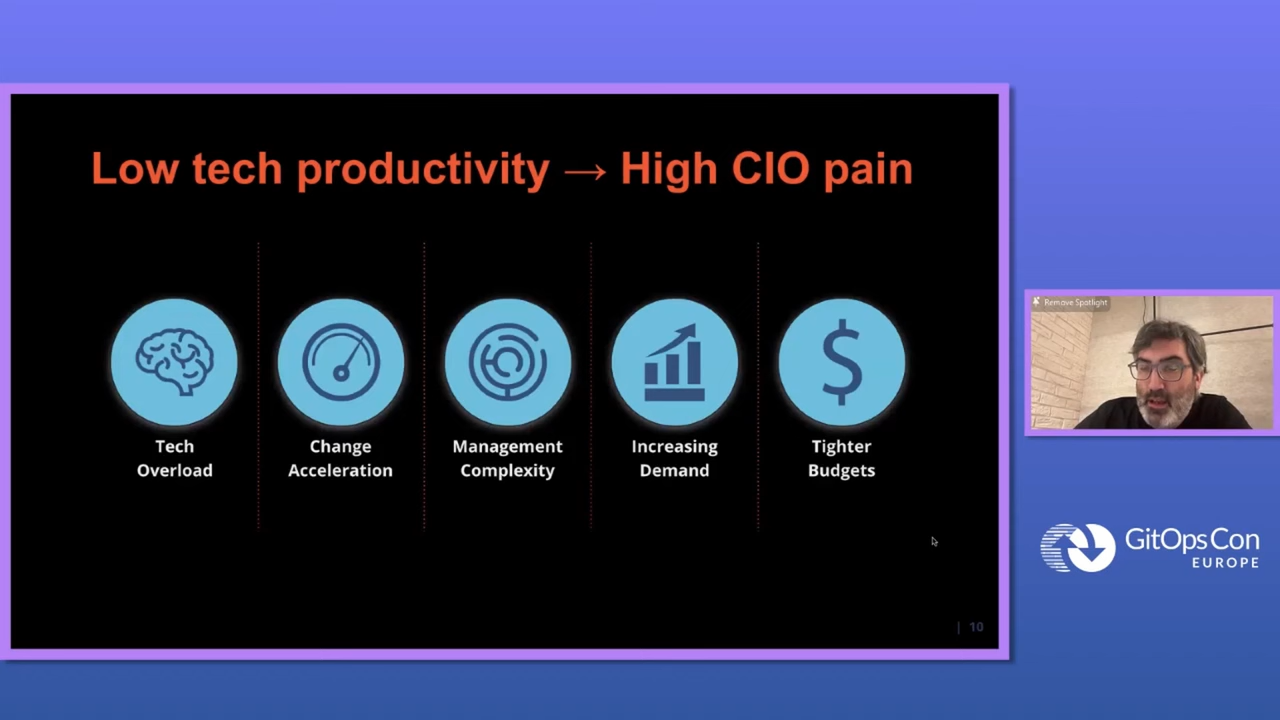 Low tech productivity → High CIO pain
Tech
Overload
Change
Acceleration
Management
Complexity
Increasing
Demand
Tighter
Budgets
| 10
Remove Spotlight
GitOpsCon
EUROPE